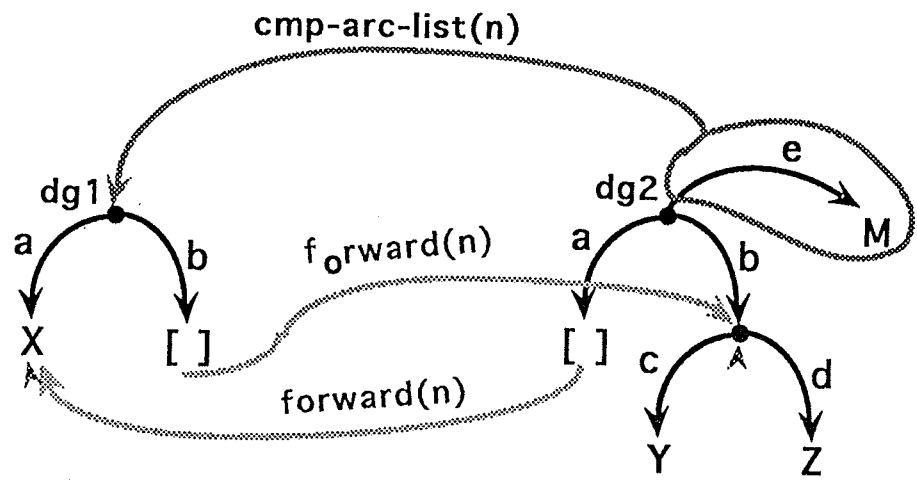 cmp-arc-list(n)
e
dg1
dg2
M
a
b
forward(n)
a
b
X
[ ]
[ ]
c
d
forward(n)
Y
Z